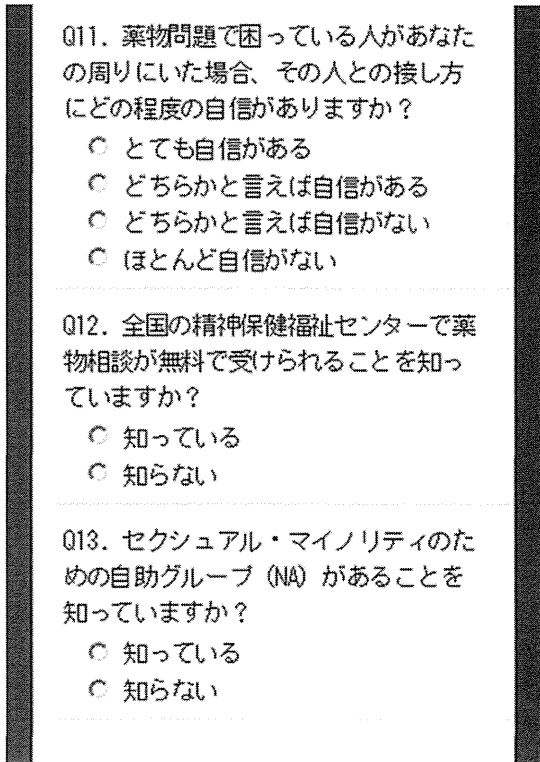 Q11. 薬物問題で困っている人があなた
の周りにいた場合、その人との接し方
にどの程度の自信がありますか？
とても自信がある
どちらかと言えば自信がある
どちらかと言えば自信がない
ほとんど自信がない
Q12. 全国の精神保健福祉センターで薬
物相談が無料で受けられることを知っ
ていますか？
知っている
知らない
Q13. セクシュアル・マイノリティのた
めの自助グループ (NA) があることを
知っていますか？
知っている
知らない